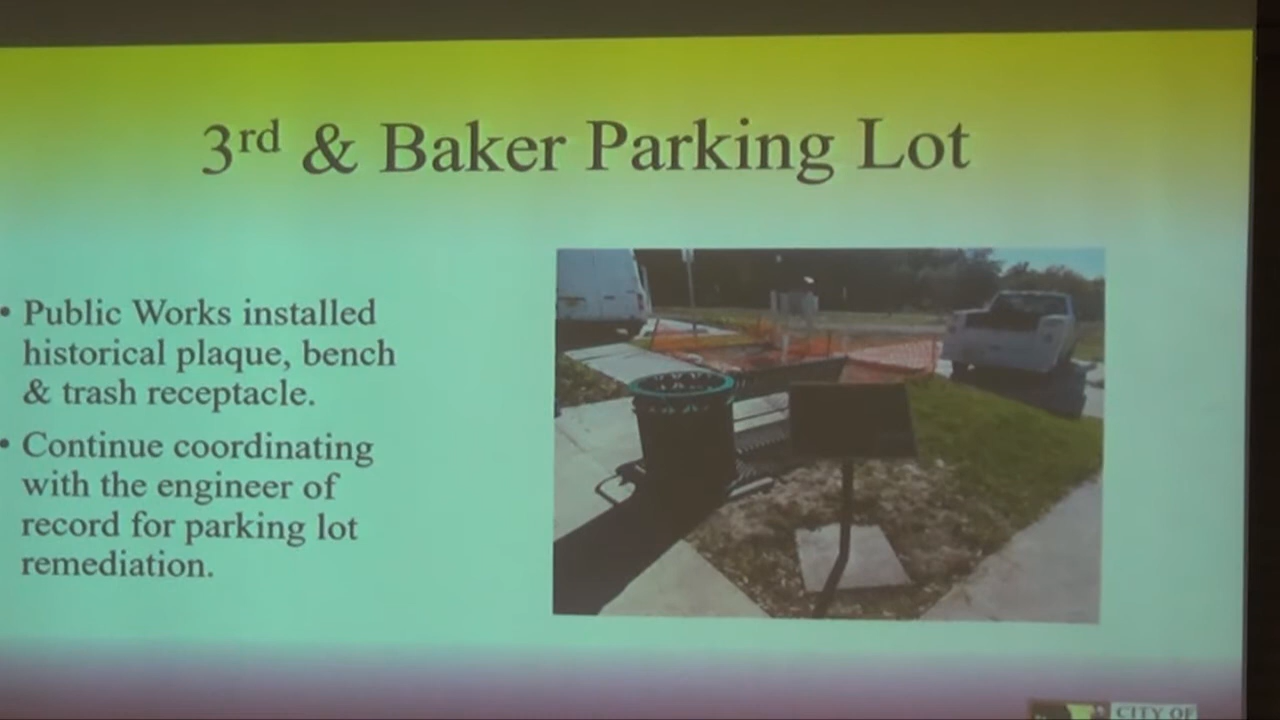 3rd & Baker Parking Lot
• Public Works installed
historical plaque, bench
& trash receptacle.
• Continue coordinating
with the engineer of
record for parking lot
remediation.
CITY OF